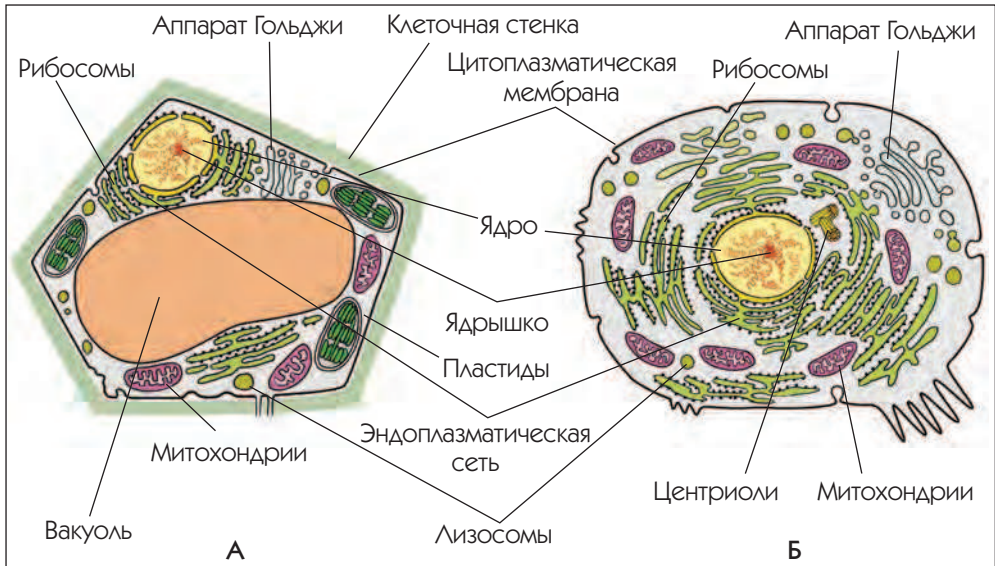 Аппарат Гольджи
Клеточная стенка
Аппарат Гольджи
Рибосомы
Цитоплазматическая
мембрана
Рибосомы
Ядро
Ядрышко
Пластиды
Эндоплазматическая
сеть
Митохондрии
Центриоли
Митохондрии
Вакуоль
Лизосомы
А
Б